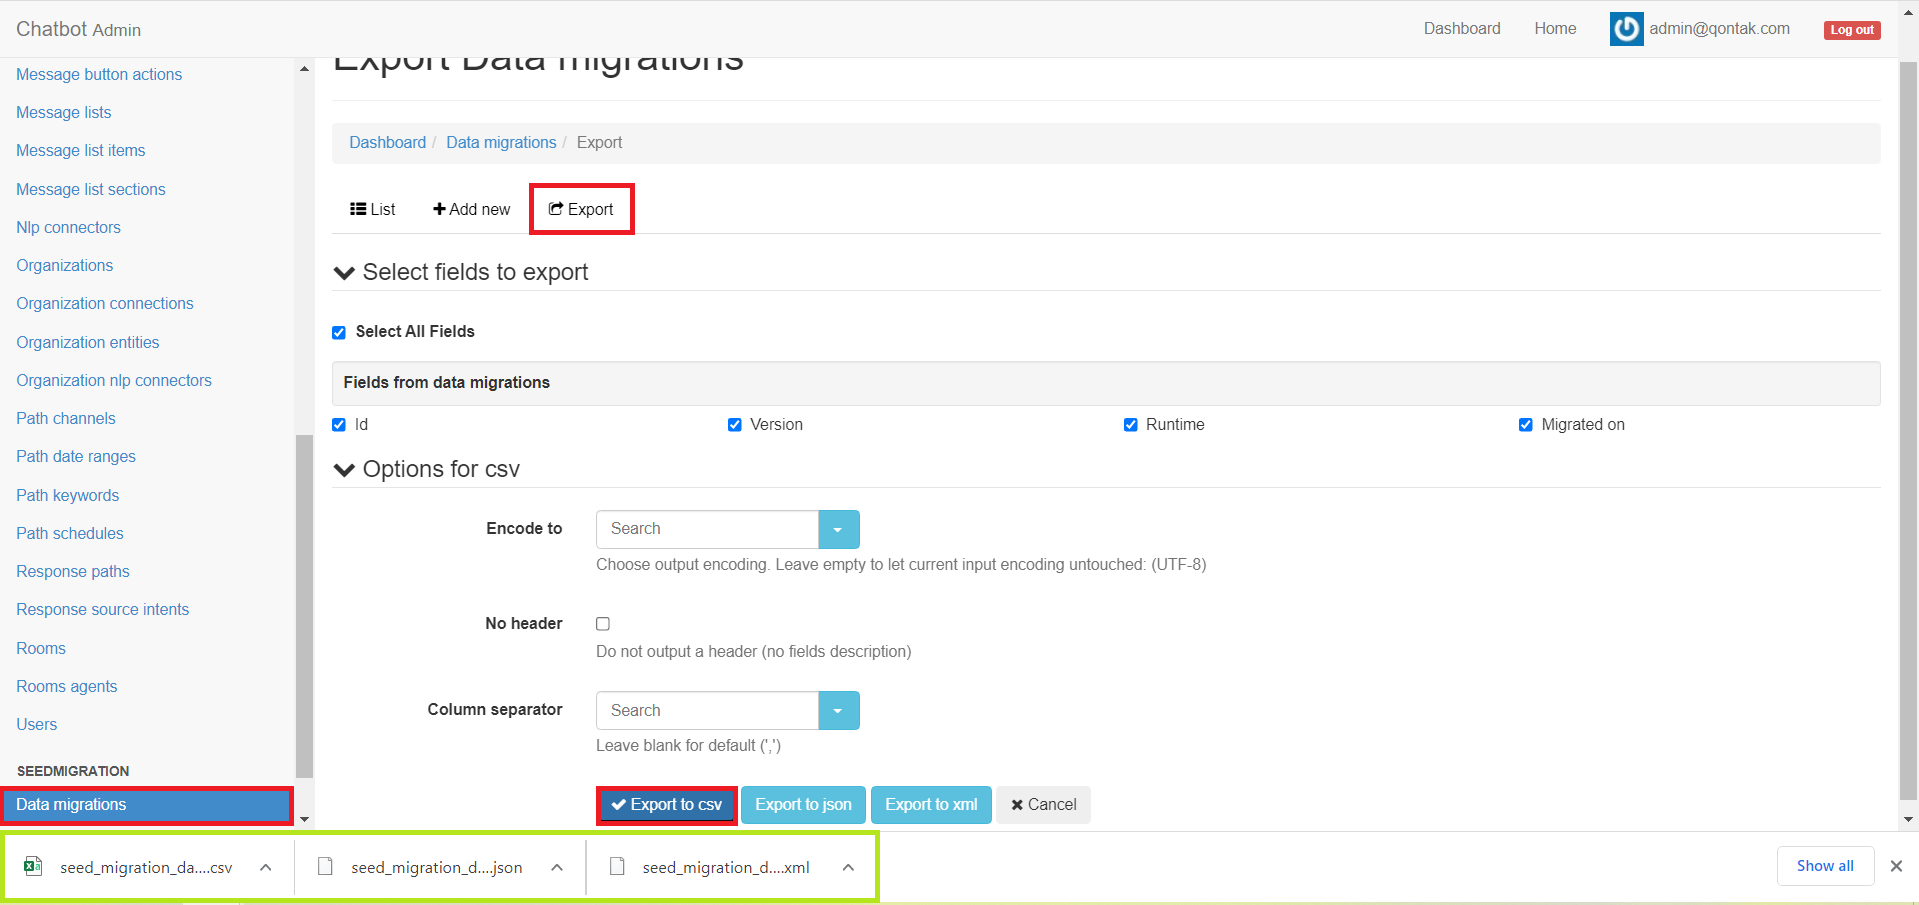 Chatbot Admin
Dashboard
Home
admin@qontak.com
Log out
Message button actions
Message lists
Message list items
Message list sections
Nlp connectors
Organizations
Organization connections
Organization entities
Organization nlp connectors
Path channels
Path date ranges
Path keywords
Path schedules
Response paths
Response source intents
Rooms
Rooms agents
Users
SEEDMIGRATION
Data migrations
Export Data migrations
Dashboard / Data migrations / Export
List
Add new
Export
Select fields to export
Select All Fields
Fields from data migrations
Id
Version
Runtime
Migrated on
Options for csv
Encode to
Search
Choose output encoding. Leave empty to let current input encoding untouched: (UTF-8)
No header
Do not output a header (no fields description)
Column separator
Search
Leave blank for default (',')
Export to csv
Export to json
Export to xml
Cancel
seed_migration_da....csv
seed_migration_d....json
seed_migration_d....xml
Show all